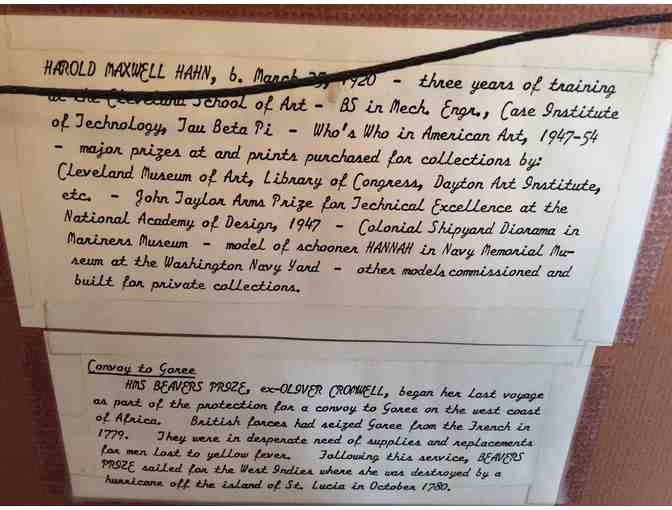 HAROLD MAXWELL HAHN, b. March 25, 1920 - three years of training
at the Cleveland School of Art - BS in Mech. Engr., Case Institute
of Technology, Tau Beta Pi - Who's Who in American Art, 1947-54
- major prizes at and prints purchased for collections by:
Cleveland Museum of Art, Library of Congress, Dayton Art Institute,
etc. - John Taylor Arms Prize for Technical Excellence at the
National Academy of Design, 1947 - Colonial Shipyard Diorama in
Mariners Museum - model of schooner HANNAH in Navy Memorial Mu-
seum at the Washington Navy Yard - other models commissioned and
built for private collections.
Convoy to Goree
HMS BEAVERS PRIZE, ex-OLIVER CROMWELL, began her last voyage
as part of the protection for a convoy to Goree on the west coast
of Africa. British forces had seized Goree from the French in
1779. They were in desperate need of supplies and replacements
for men lost to yellow fever. Following this service, BEAVERS
PRIZE sailed for the West Indies where she was destroyed by a
hurricane off the island of St. Lucia in October 1780.